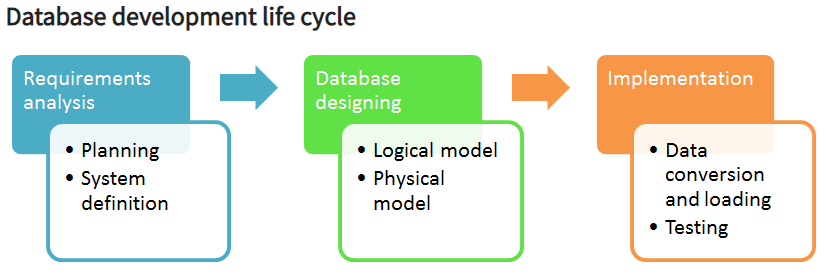 Database development life cycle
Requirements
analysis
• Planning
• System
definition
Database
designing
• Logical model
• Physical
model
Implementation
• Data
conversion
and loading
• Testing